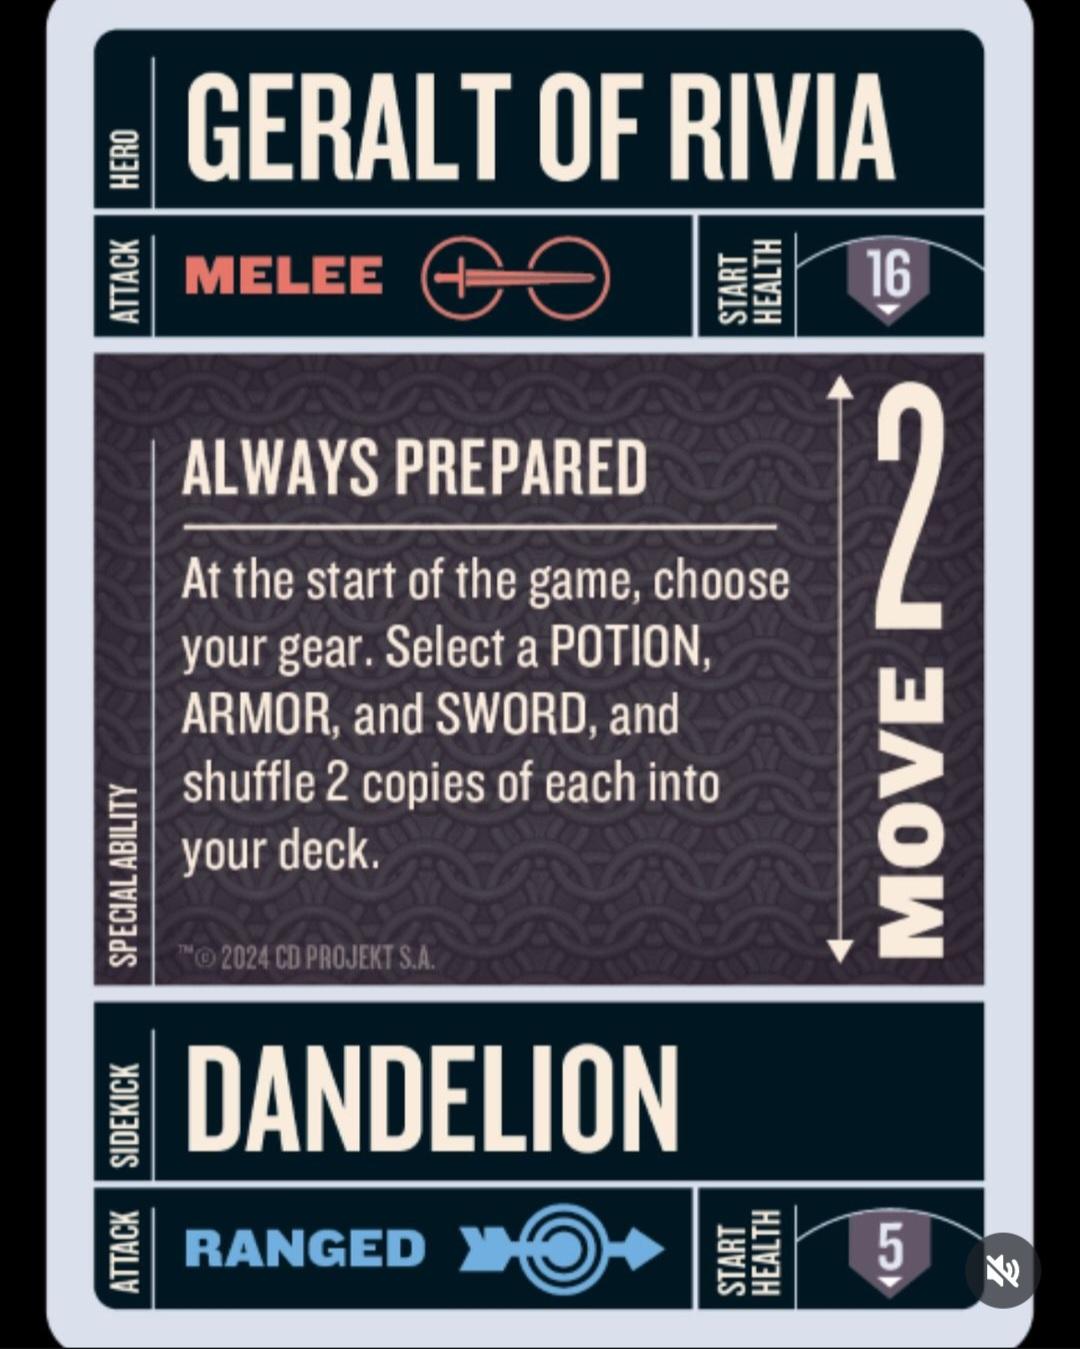 HERO
GERALT OF RIVIA
ATTACK
MELEE
START
HEALTH
16
SPECIAL ABILITY
ALWAYS PREPARED
At the start of the game, choose
your gear. Select a POTION,
ARMOR, and SWORD, and
shuffle 2 copies of each into
your deck.
™© 2024 CD PROJEKT S.A.
MOVE 2
SIDEKICK
DANDELION
ATTACK
RANGED
START
HEALTH
5